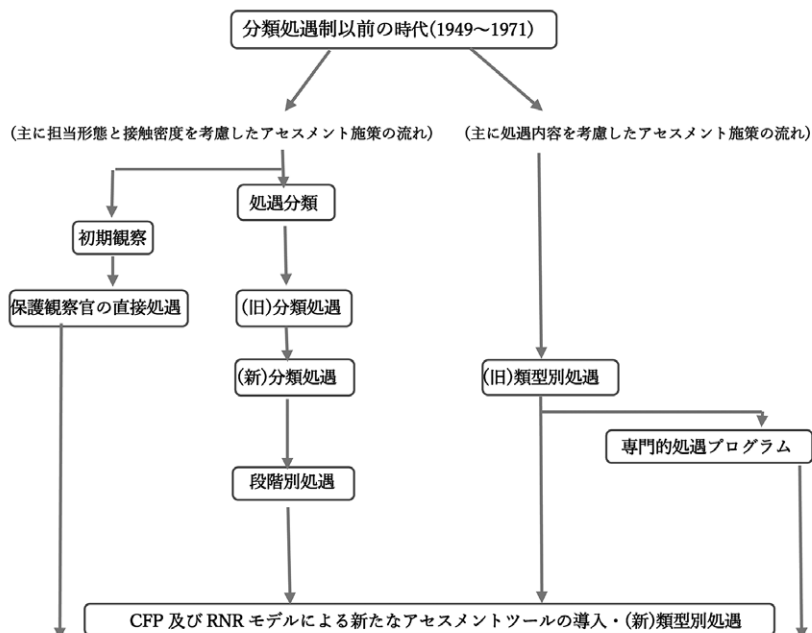 分類処遇制以前の時代(1949～1971)
(主に担当形態と接触密度を考慮したアセスメント施策の流れ)
(主に処遇内容を考慮したアセスメント施策の流れ)
処遇分類
初期観察
保護観察官の直接処遇
(旧)分類処遇
(新)分類処遇
(旧)類型別処遇
専門的処遇プログラム
段階別処遇
CFP 及び RNR モデルによる新たなアセスメントツールの導入・(新)類型別処遇